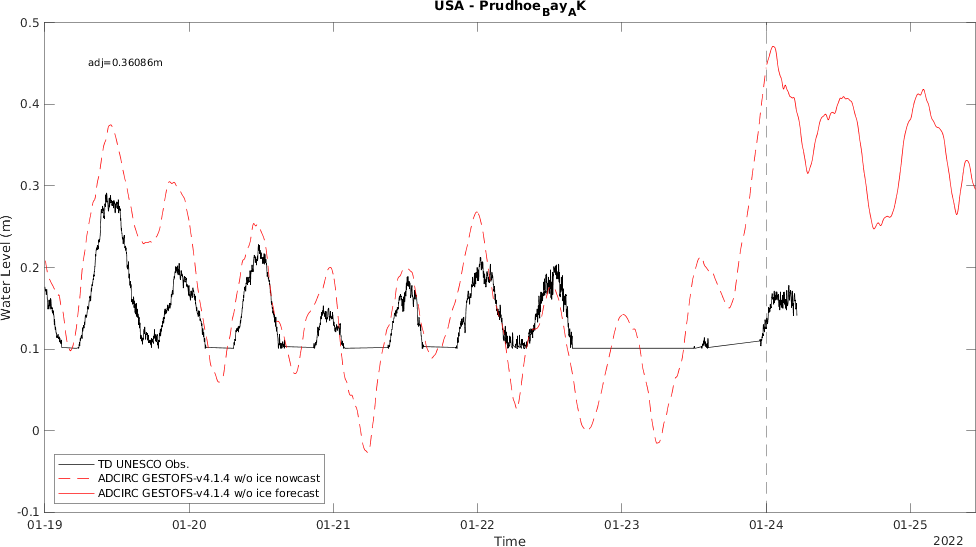 USA - Prudhoe_Bay_AK
0.5
adj=0.36086m
0.4
0.3
0.2
0.1
0
-0.1
Water Level (m)
TD UNESCO Obs.
ADCIRC GESTOFS-v4.1.4 w/o ice nowcast
ADCIRC GESTOFS-v4.1.4 w/o ice forecast
01-19 01-20 01-21 01-22 01-23 01-24 01-25
Time
2022